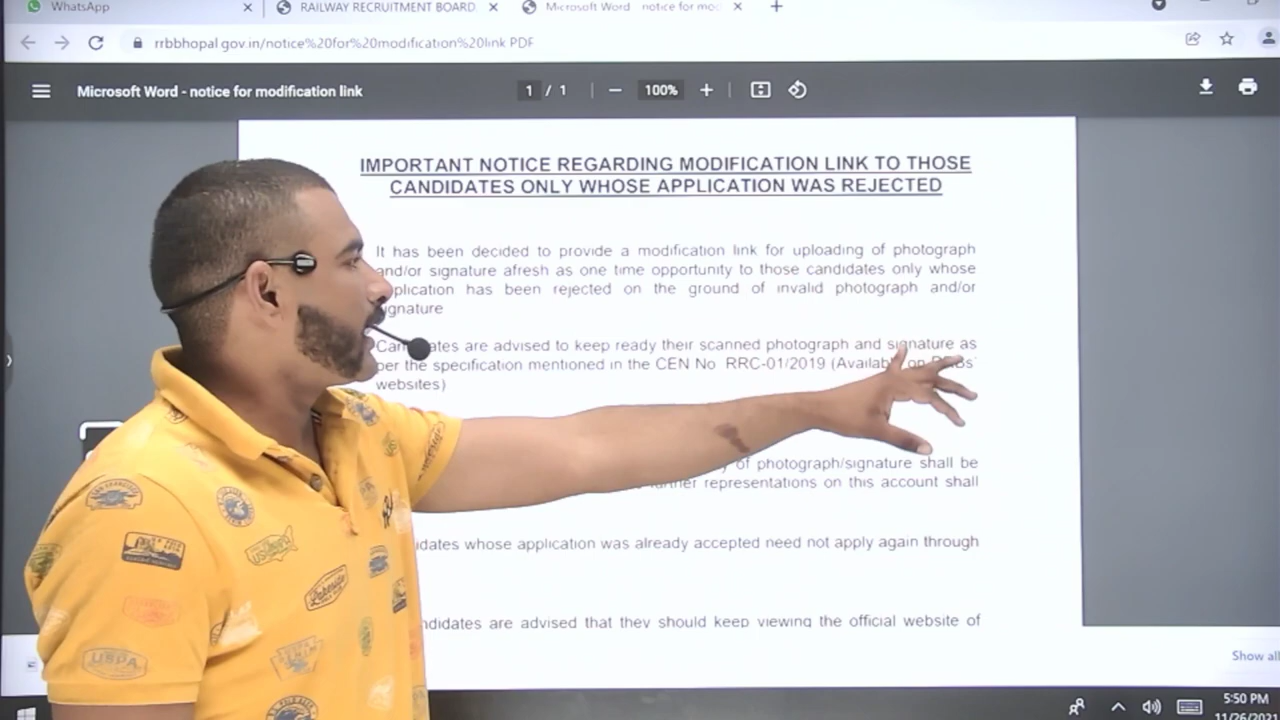 WhatsApp
RAILWAY RECRUITMENT BOARD
Microsoft Word - notice for mod
rrbbhopal.gov.in/notice%20for%20modification%20link PDF
Microsoft Word - notice for modification link
1 / 1
100%
IMPORTANT NOTICE REGARDING MODIFICATION LINK TO THOSE
CANDIDATES ONLY WHOSE APPLICATION WAS REJECTED
It has been decided to provide a modification link for uploading of photograph
and/or signature afresh as one time opportunity to those candidates only whose
application has been rejected on the ground of invalid photograph and/or
signature
Candidates are advised to keep ready their scanned photograph and signature as
per the specification mentioned in the CEN No RRC-01/2019 (Available on RRBs'
websites)
of photograph/signature shall be
further representations on this account shall
idates whose application was already accepted need not apply again through
ndidates are advised that they should keep viewing the official website of
Show all
5:50 PM
SAN FRANCISCO
Lakeside
USPA